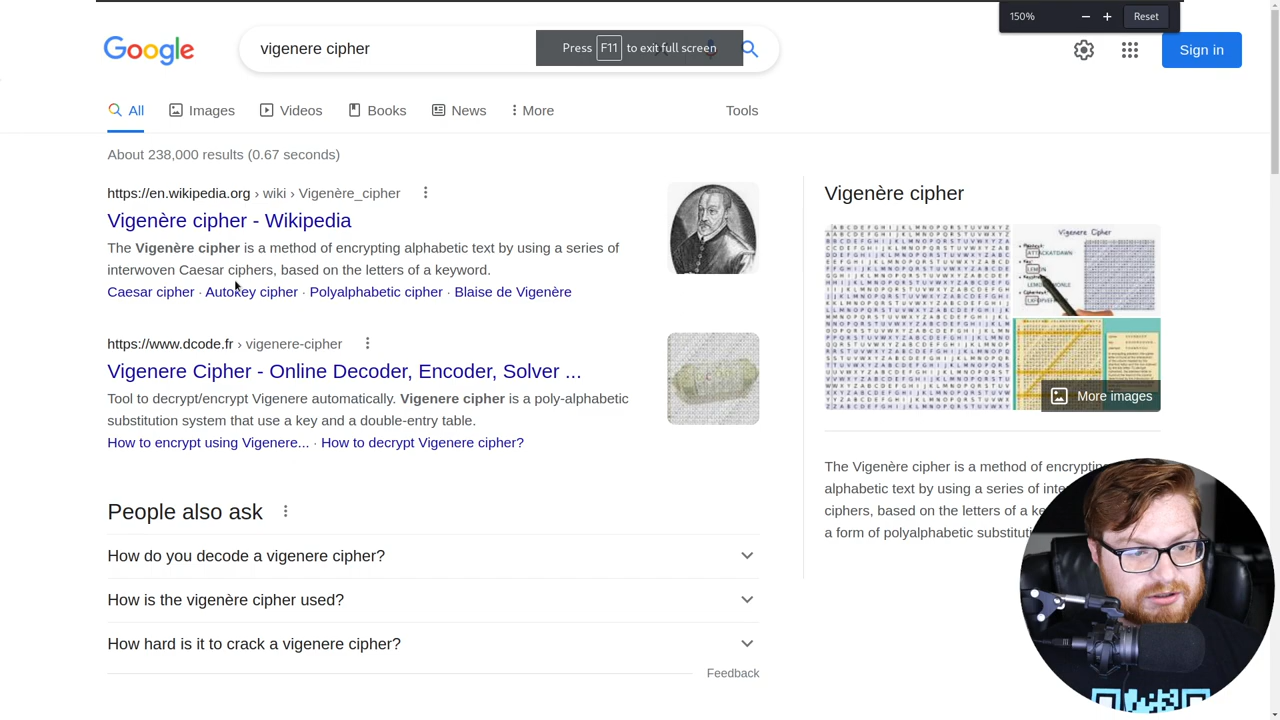 150%
Reset
Google
vigenere cipher
Press F11 to exit full screen
Sign in
All
Images
Videos
Books
News
More
Tools
About 238,000 results (0.67 seconds)
https://en.wikipedia.org › wiki › Vigenère_cipher
Vigenère cipher - Wikipedia
The Vigenère cipher is a method of encrypting alphabetic text by using a series of
interwoven Caesar ciphers, based on the letters of a keyword.
Caesar cipher · Autokey cipher · Polyalphabetic cipher · Blaise de Vigenère
https://www.dcode.fr › vigenere-cipher
Vigenere Cipher - Online Decoder, Encoder, Solver ...
Tool to decrypt/encrypt Vigenere automatically. Vigenere cipher is a poly-alphabetic
substitution system that use a key and a double-entry table.
How to encrypt using Vigenere... · How to decrypt Vigenere cipher?
People also ask
How do you decode a vigenere cipher?
How is the vigenère cipher used?
How hard is it to crack a vigenere cipher?
Feedback
Vigenère cipher
Vigenere Cipher
More images
The Vigenère cipher is a method of encrypting
alphabetic text by using a series of
ciphers, based on the letters of a
a form of polyalphabetic